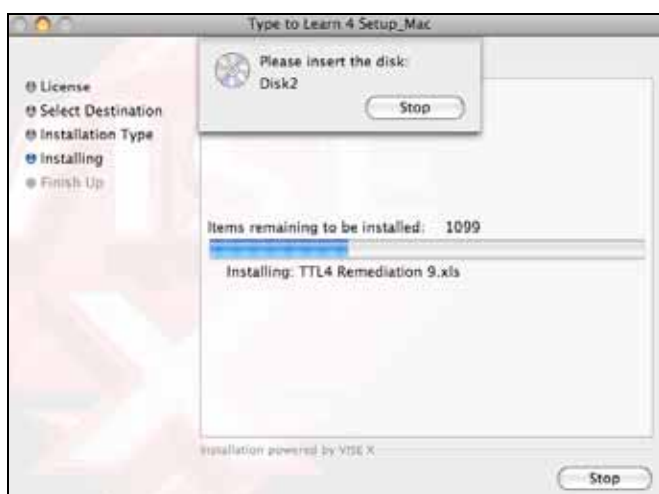 Type to Learn 4 Setup_Mac
Please insert the disk:
Disk2
Stop
License
Select Destination
Installation Type
Installing
Finish Up
Items remaining to be installed: 1099
Installing: TTL4 Remediation 9.xls
Installation powered by VISE X
Stop